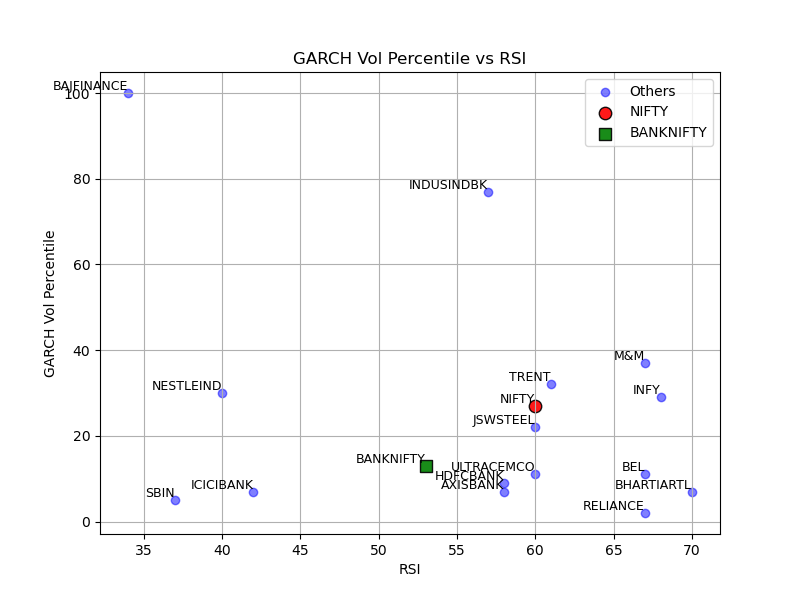 GARCH Vol Percentile vs RSI
BAJFINANCE
Others
NIFTY
BANKNIFTY
INDUSINDBK
M&M
TRENT
INFY
NESTLEIND
NIFTY
JSWSTEEL
BANKNIFTY
ULTRACEMCO
BEL
HDFCBANK
AXISBANK
ICICIBANK
BHARTIARTL
SBIN
RELIANCE
100
80
60
40
20
0
GARCH Vol Percentile
35 40 45 50 55 60 65 70
RSI